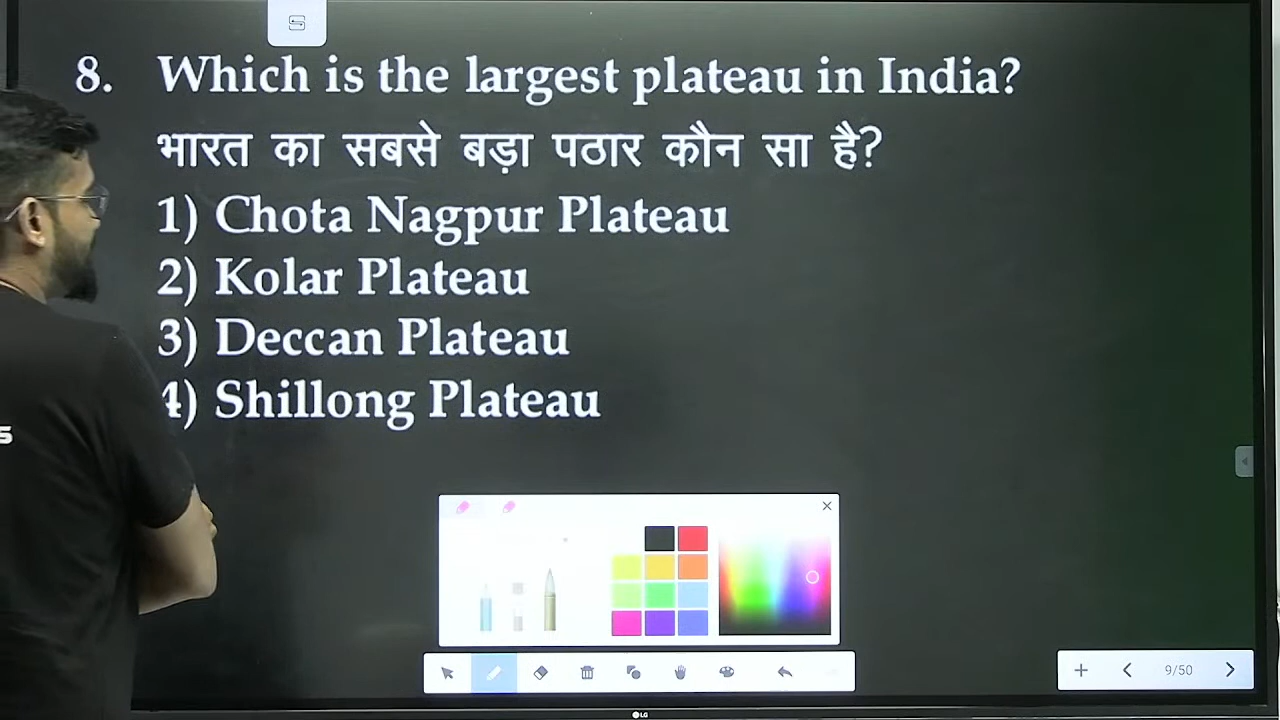 8. Which is the largest plateau in India?
भारत का सबसे बड़ा पठार कौन सा है?
1) Chota Nagpur Plateau
2) Kolar Plateau
3) Deccan Plateau
4) Shillong Plateau
S
9/50
LG